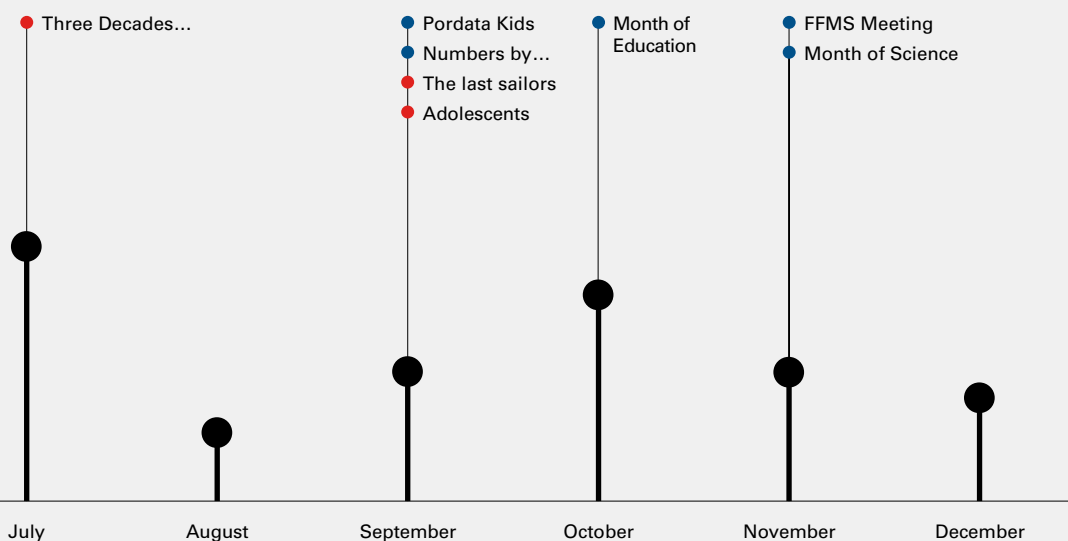 Three Decades…
Pordata Kids
Numbers by…
The last sailors
Adolescents
Month of
Education
FFMS Meeting
Month of Science
July
August
September
October
November
December